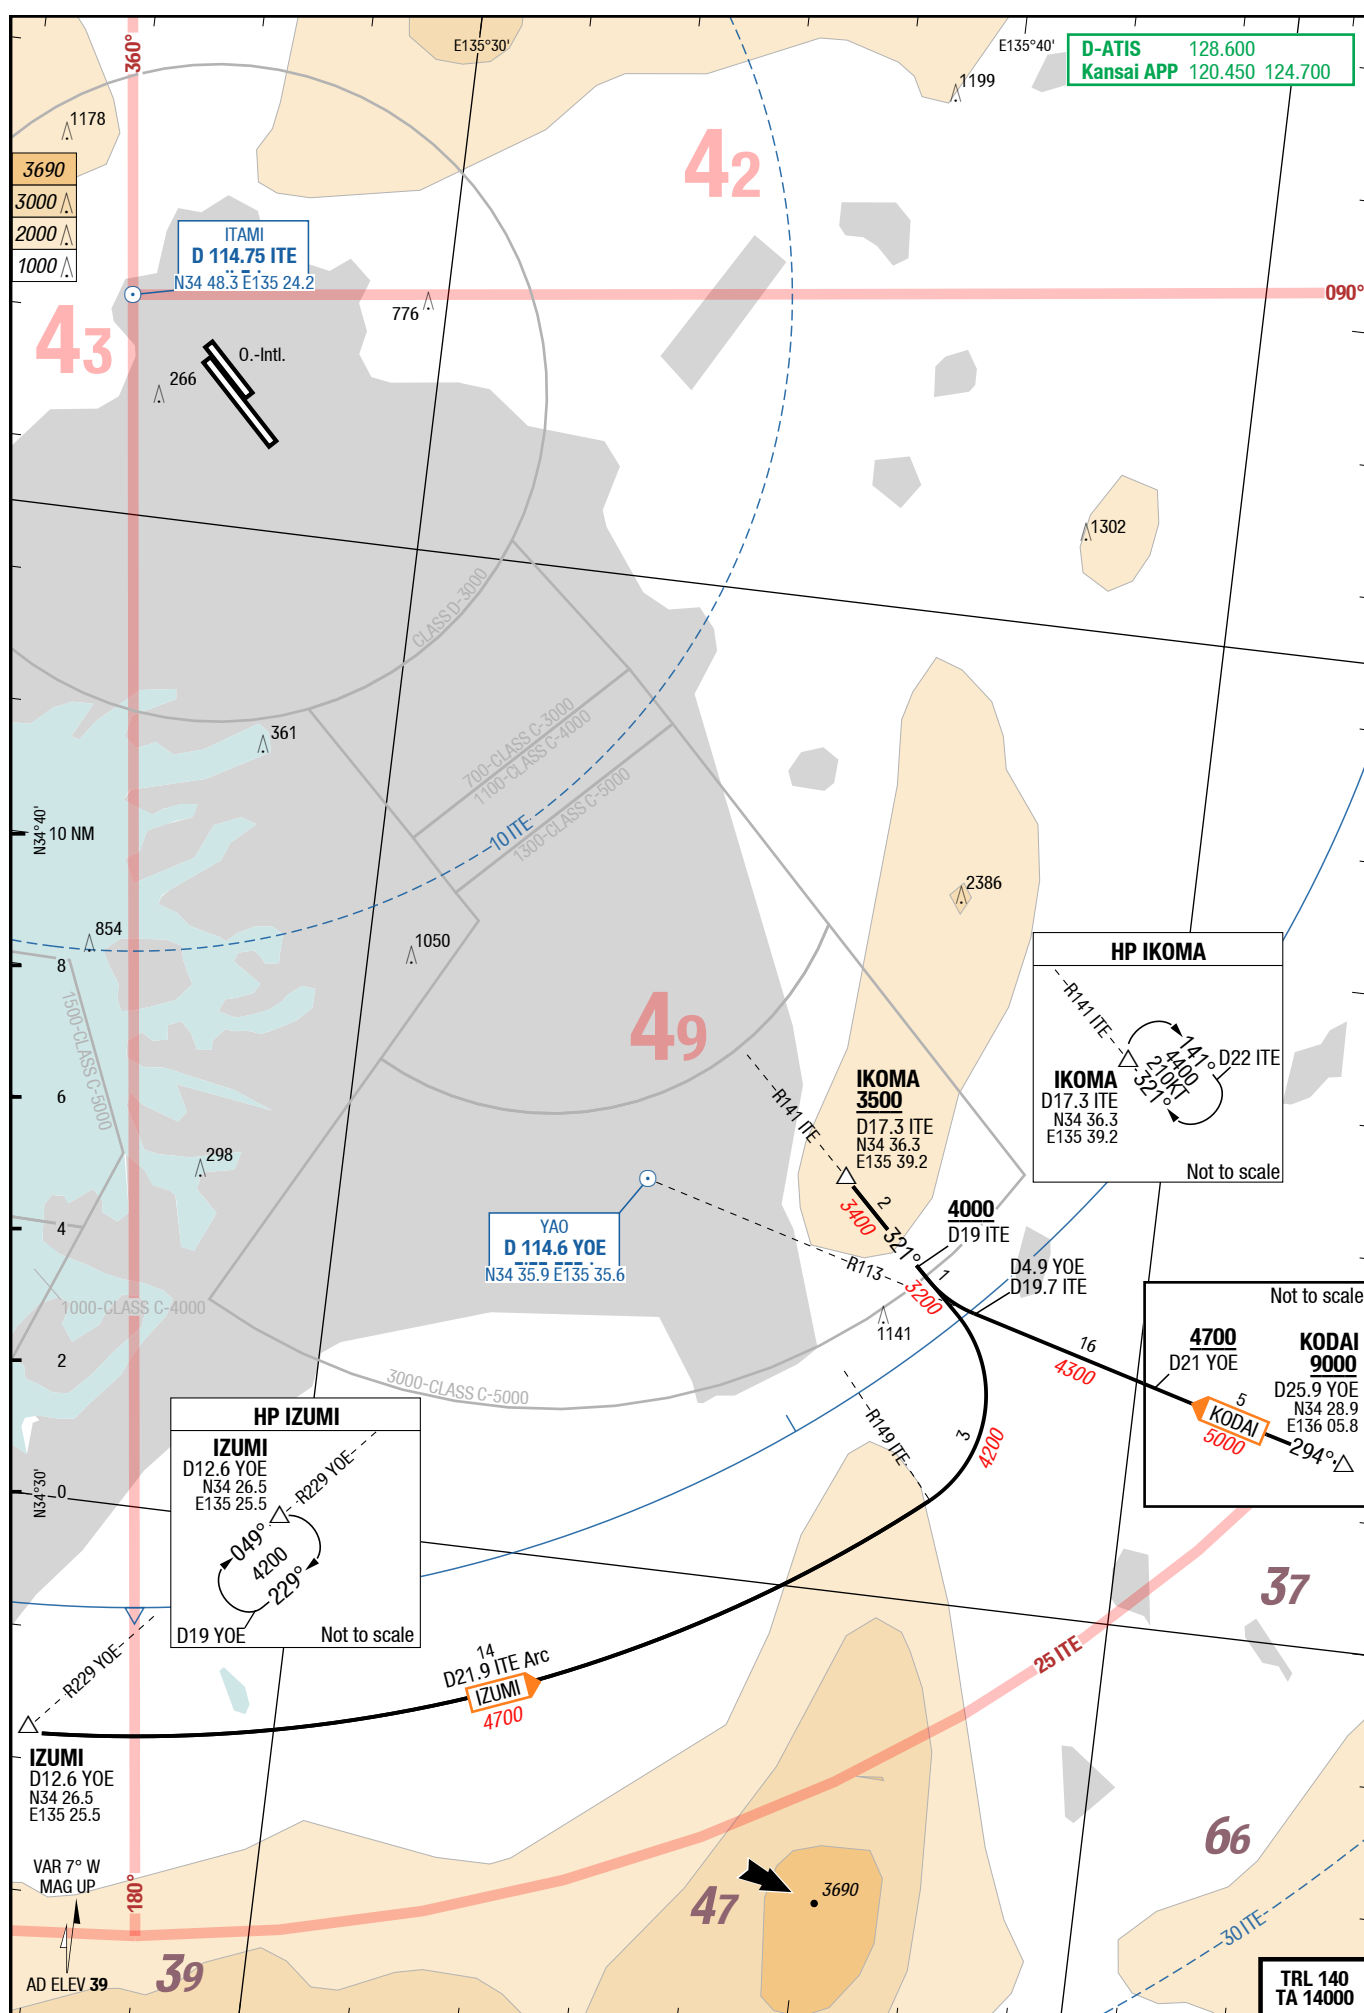 E135°30'
E135°40'
D-ATIS 128.600
Kansai APP 120.450 124.700
360°
1178
1199
42
3690
3000
2000
1000
ITAMI
D 114.75 ITE
N34 48.3 E135 24.2
090°
43
776
O.-Intl.
266
1302
CLASS D-3000
700-CLASS C-3000
1100-CLASS C-4000
1300-CLASS C-5000
361
N34°40'
10 NM
10 ITE
2386
854
1050
8
HP IKOMA
R141 ITE
141°
4400
210KT
321°
D22 ITE
IKOMA
D17.3 ITE
N34 36.3
E135 39.2
Not to scale
1500-CLASS C-5000
49
6
IKOMA
3500
D17.3 ITE
N34 36.3
E135 39.2
R141 ITE
298
2
3400
321°
4000
D19 ITE
4
YAO
D 114.6 YOE
N34 35.9 E135 35.6
R113
1
3200
D4.9 YOE
D19.7 ITE
1000-CLASS C-4000
1141
Not to scale
4700
D21 YOE
KODAI
9000
D25.9 YOE
N34 28.9
E136 05.8
16
4300
5
KODAI
5000
294°
2
3000-CLASS C-5000
R149 ITE
3
4200
HP IZUMI
IZUMI
D12.6 YOE
N34 26.5
E135 25.5
R229 YOE
049°
4200
229°
D19 YOE
Not to scale
N34°30'
0
37
R229 YOE
14
D21.9 ITE Arc
IZUMI
4700
25 ITE
IZUMI
D12.6 YOE
N34 26.5
E135 25.5
66
VAR 7° W
MAG UP
180°
47
3690
30 ITE
39
AD ELEV 39
TRL 140
TA 14000